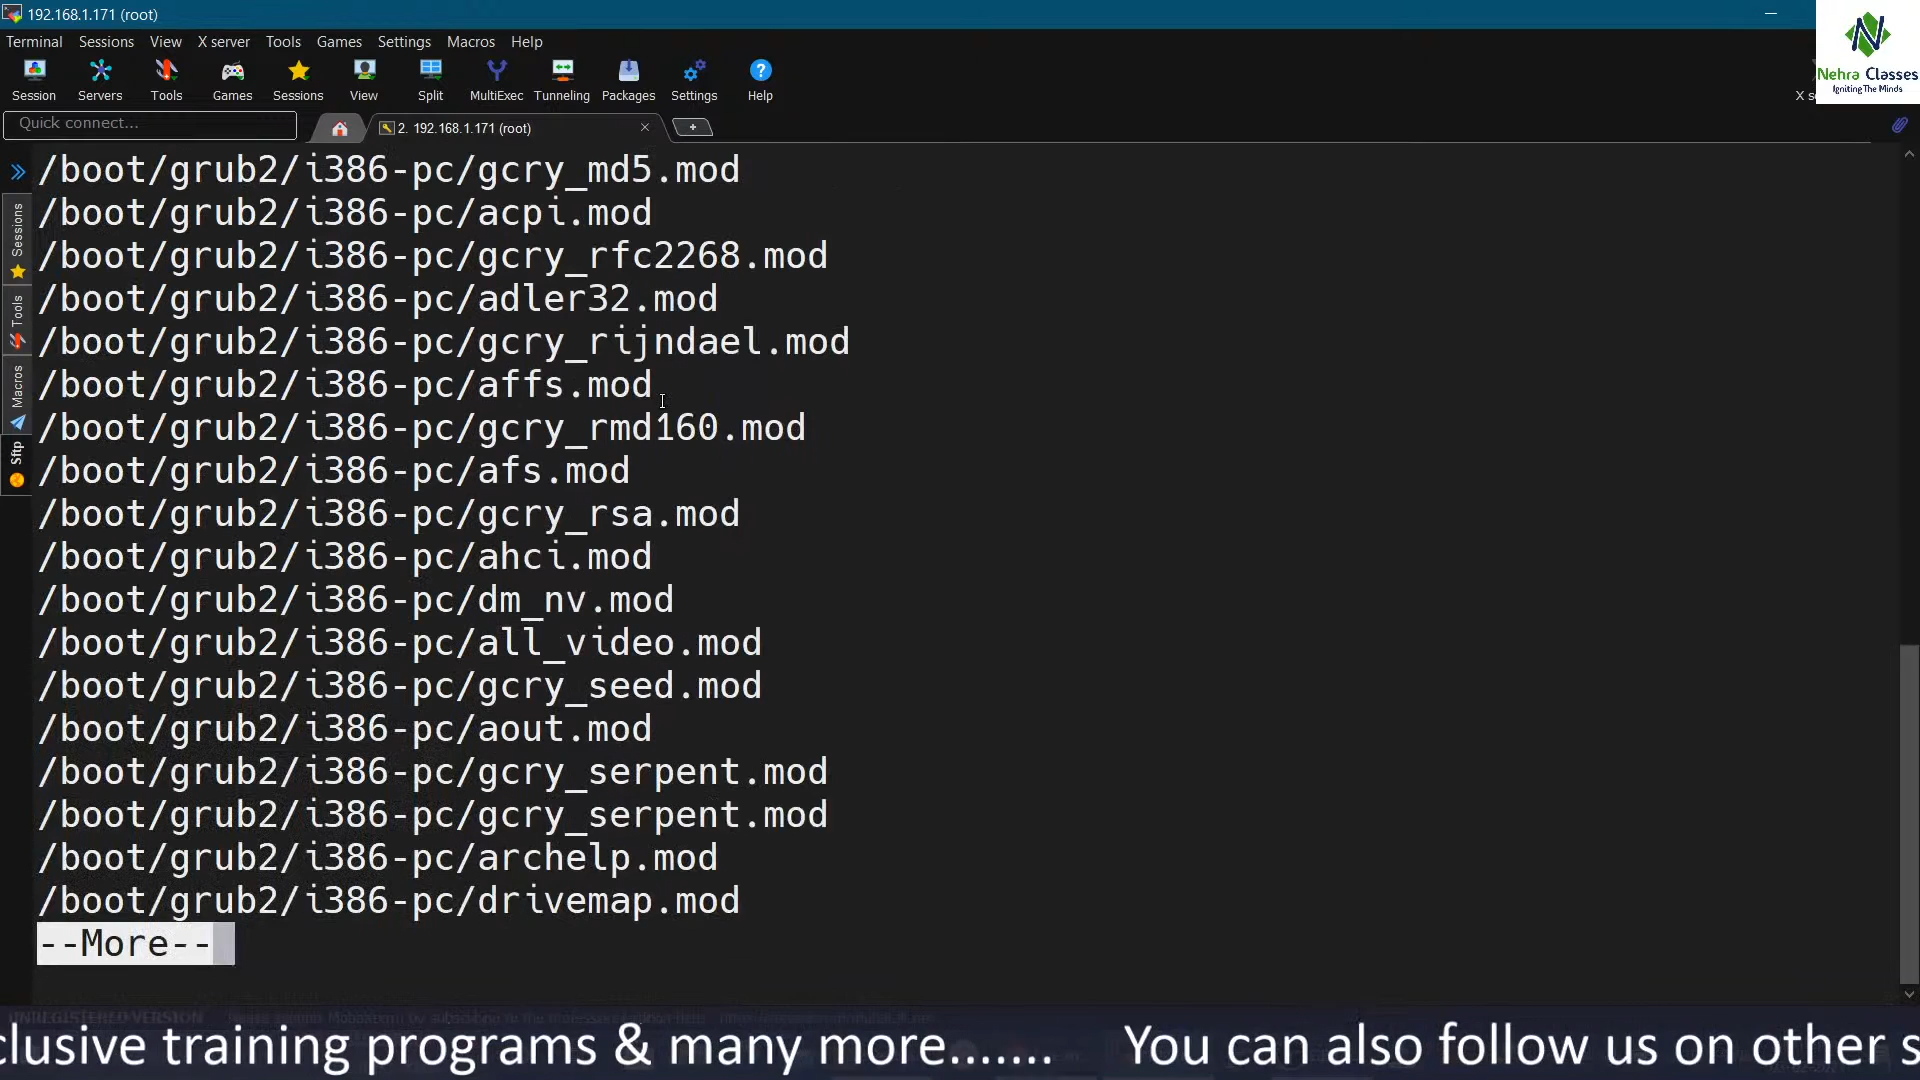 192.168.1.171 (root)
Terminal Sessions View X server Tools Games Settings Macros Help
Session Servers Tools Games Sessions View Split MultiExec Tunneling Packages Settings Help
Nehra Classes
Igniting The Minds
Quick connect...
2. 192.168.1.171 (root)
Sessions
Tools
Macros
Sftp
/boot/grub2/i386-pc/gcry_md5.mod
/boot/grub2/i386-pc/acpi.mod
/boot/grub2/i386-pc/gcry_rfc2268.mod
/boot/grub2/i386-pc/adler32.mod
/boot/grub2/i386-pc/gcry_rijndael.mod
/boot/grub2/i386-pc/affs.mod
/boot/grub2/i386-pc/gcry_rmd160.mod
/boot/grub2/i386-pc/afs.mod
/boot/grub2/i386-pc/gcry_rsa.mod
/boot/grub2/i386-pc/ahci.mod
/boot/grub2/i386-pc/dm_nv.mod
/boot/grub2/i386-pc/all_video.mod
/boot/grub2/i386-pc/gcry_seed.mod
/boot/grub2/i386-pc/aout.mod
/boot/grub2/i386-pc/gcry_serpent.mod
/boot/grub2/i386-pc/gcry_serpent.mod
/boot/grub2/i386-pc/archelp.mod
/boot/grub2/i386-pc/drivemap.mod
--More--
UNREGISTERED VERSION
clusive training programs & many more....... You can also follow us on other s